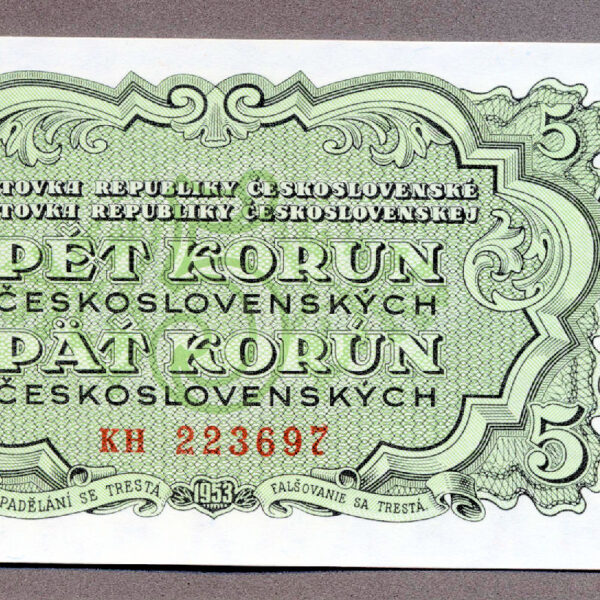 5
TOVKA REPUBLIKY ČESKOSLOVENSKÉ
TOVKA REPUBLIKY ČESKOSLOVENSKEJ
PĚT KORUN
ČESKOSLOVENSKÝCH
PÄŤ KORÚN
ČESKOSLOVENSKÝCH
5
KH 223697
PADĚLÁNÍ SE TRESTÁ 1953 FALŠOVANIE SA TRESTÁ.